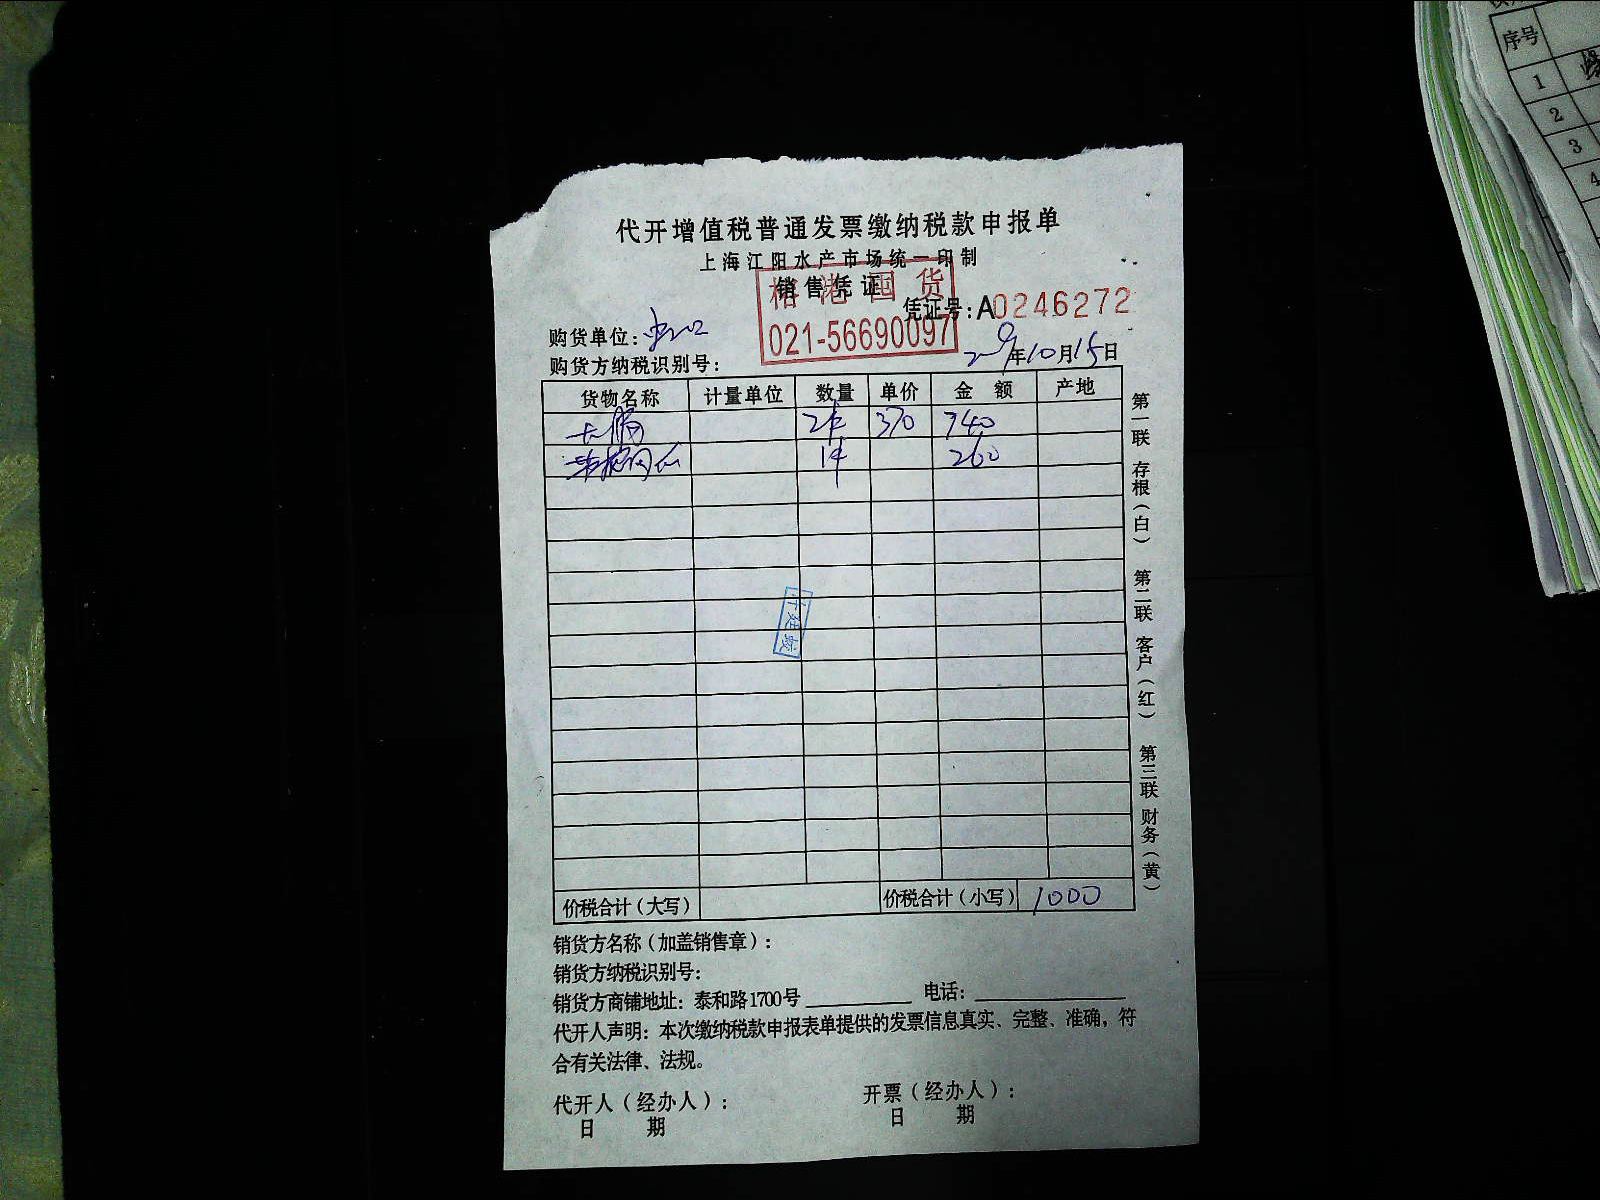 代开增值税普通发票缴纳税款申报单
上海江阳水产市场统一印制
销售凭证
港国货
021-56690097
凭证号:A0246272
购货单位:
年10月15日
购货方纳税识别号:
货物名称 计量单位 数量 单价 金 额 产地
2件 370 740
1件 260
价税合计(大写) 价税合计(小写) 1000
销货方名称(加盖销售章):
销货方纳税识别号:
销货方商铺地址: 泰和路1700号 电话:
代开人声明: 本次缴纳税款申报表单提供的发票信息真实、完整、准确,符
合有关法律、法规。
代开人(经办人): 开票(经办人):
日 期 日 期
第一联 存根(白) 第二联 客户(红) 第三联 财务(黄)
序号
1
2
3
4